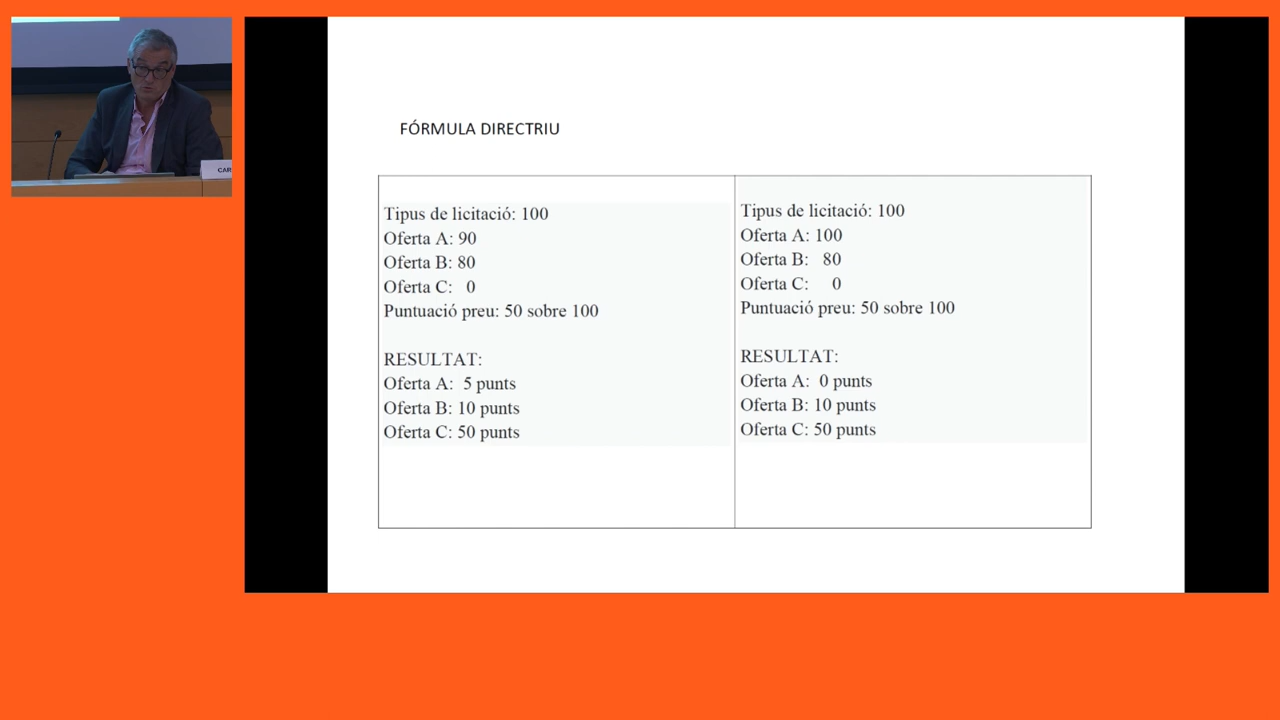 FÓRMULA DIRECTRIU
Tipus de licitació: 100
Oferta A: 90
Oferta B: 80
Oferta C: 0
Puntuació preu: 50 sobre 100
RESULTAT:
Oferta A: 5 punts
Oferta B: 10 punts
Oferta C: 50 punts
Tipus de licitació: 100
Oferta A: 100
Oferta B: 80
Oferta C: 0
Puntuació preu: 50 sobre 100
RESULTAT:
Oferta A: 0 punts
Oferta B: 10 punts
Oferta C: 50 punts
CAR